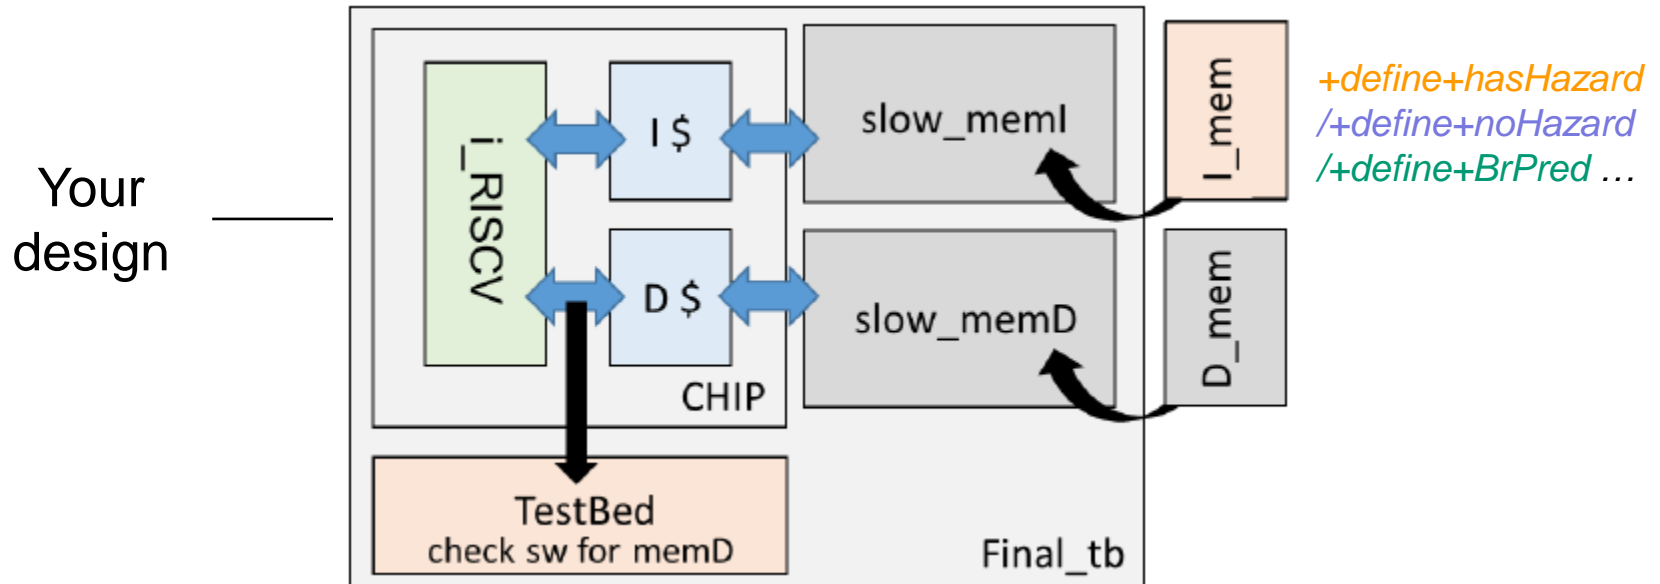 Your
design
i_RISCV
I $
D $
CHIP
slow_memI
slow_memD
I_mem
D_mem
+define+hasHazard
/+define+noHazard
/+define+BrPred …
TestBed
check sw for memD
Final_tb